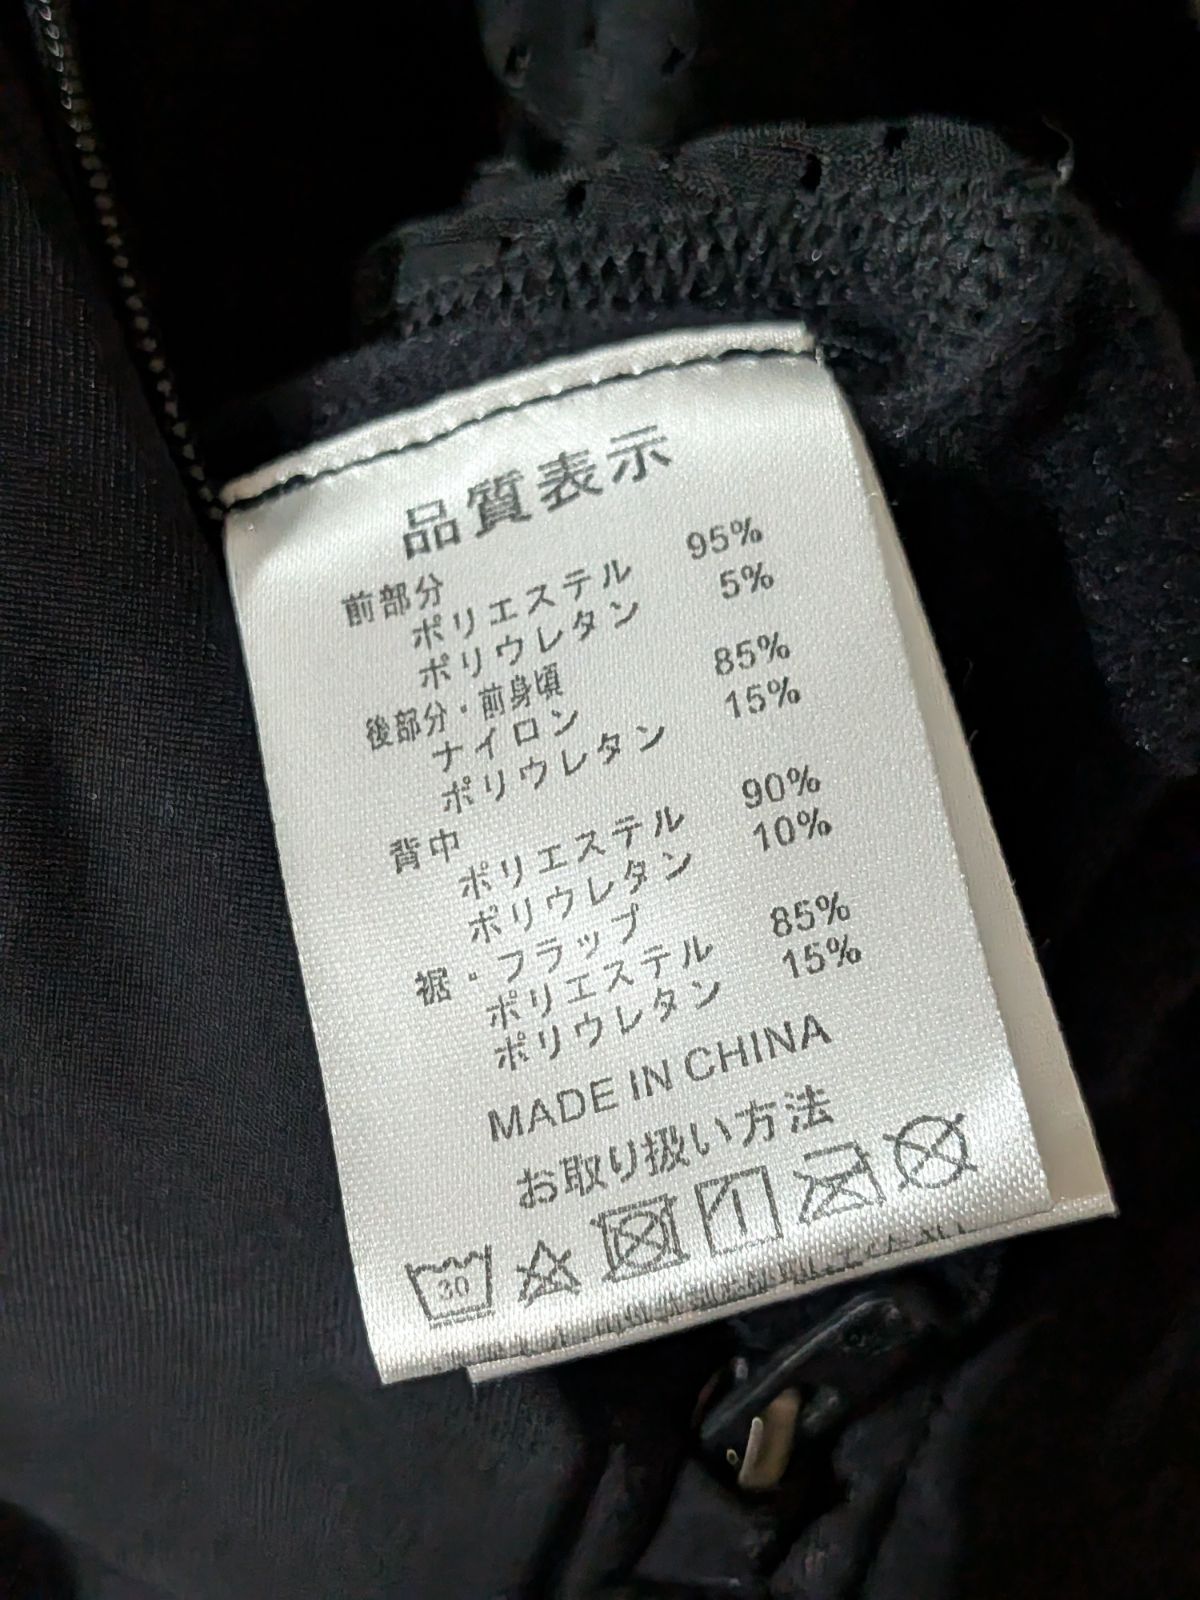 品質表示
前部分
ポリエステル 95%
ポリウレタン 5%
後部分・前身頃
ナイロン 85%
ポリウレタン 15%
背中
ポリエステル 90%
ポリウレタン 10%
裾・フラップ
ポリエステル 85%
ポリウレタン 15%
MADE IN CHINA
お取り扱い方法
30